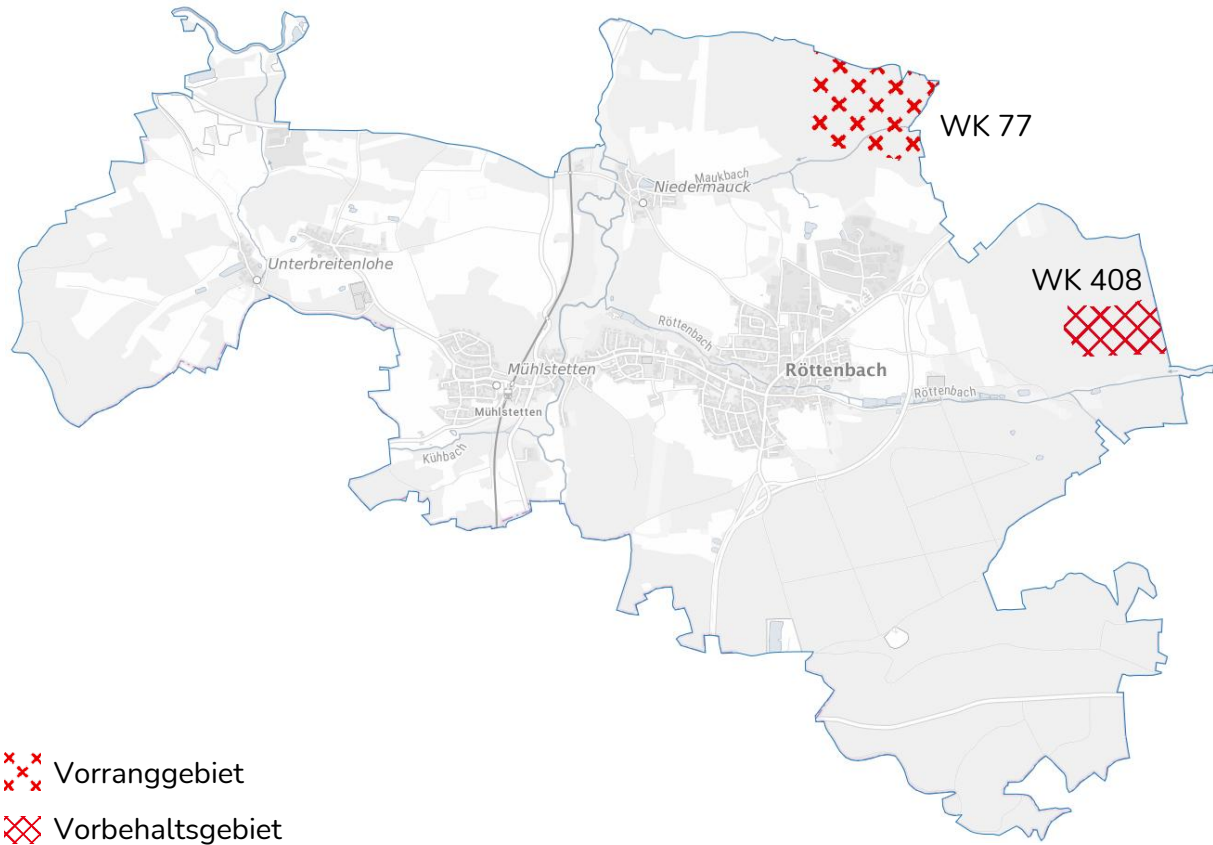 WK 77
Maukbach
Niedermauck
Unterbreitenlohe
WK 408
Röttenbach
Mühlstetten
Röttenbach
Röttenbach
Mühlstetten
Kühbach
Vorranggebiet
Vorbehaltsgebiet